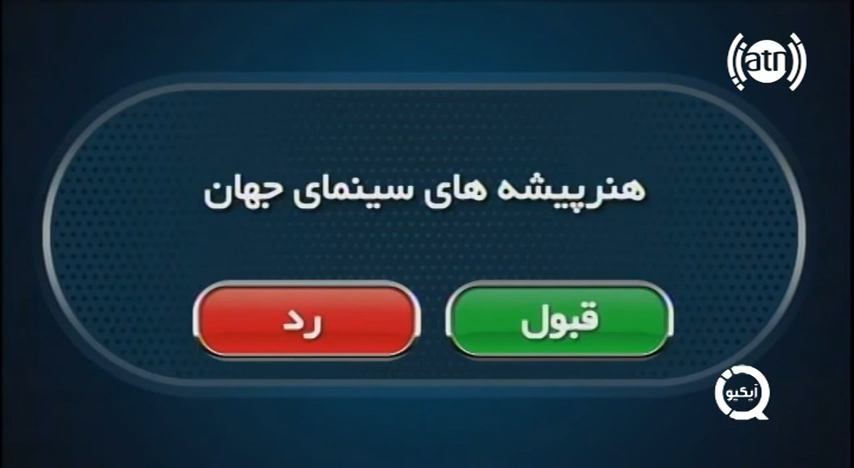 atn
هنرپیشه های سینمای جهان
قبول
رد
آیکیو